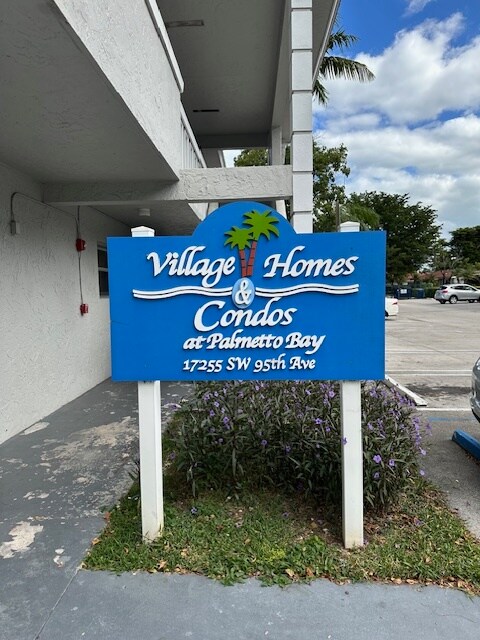 Village Homes
&
Condos
at Palmetto Bay
17255 SW 95th Ave